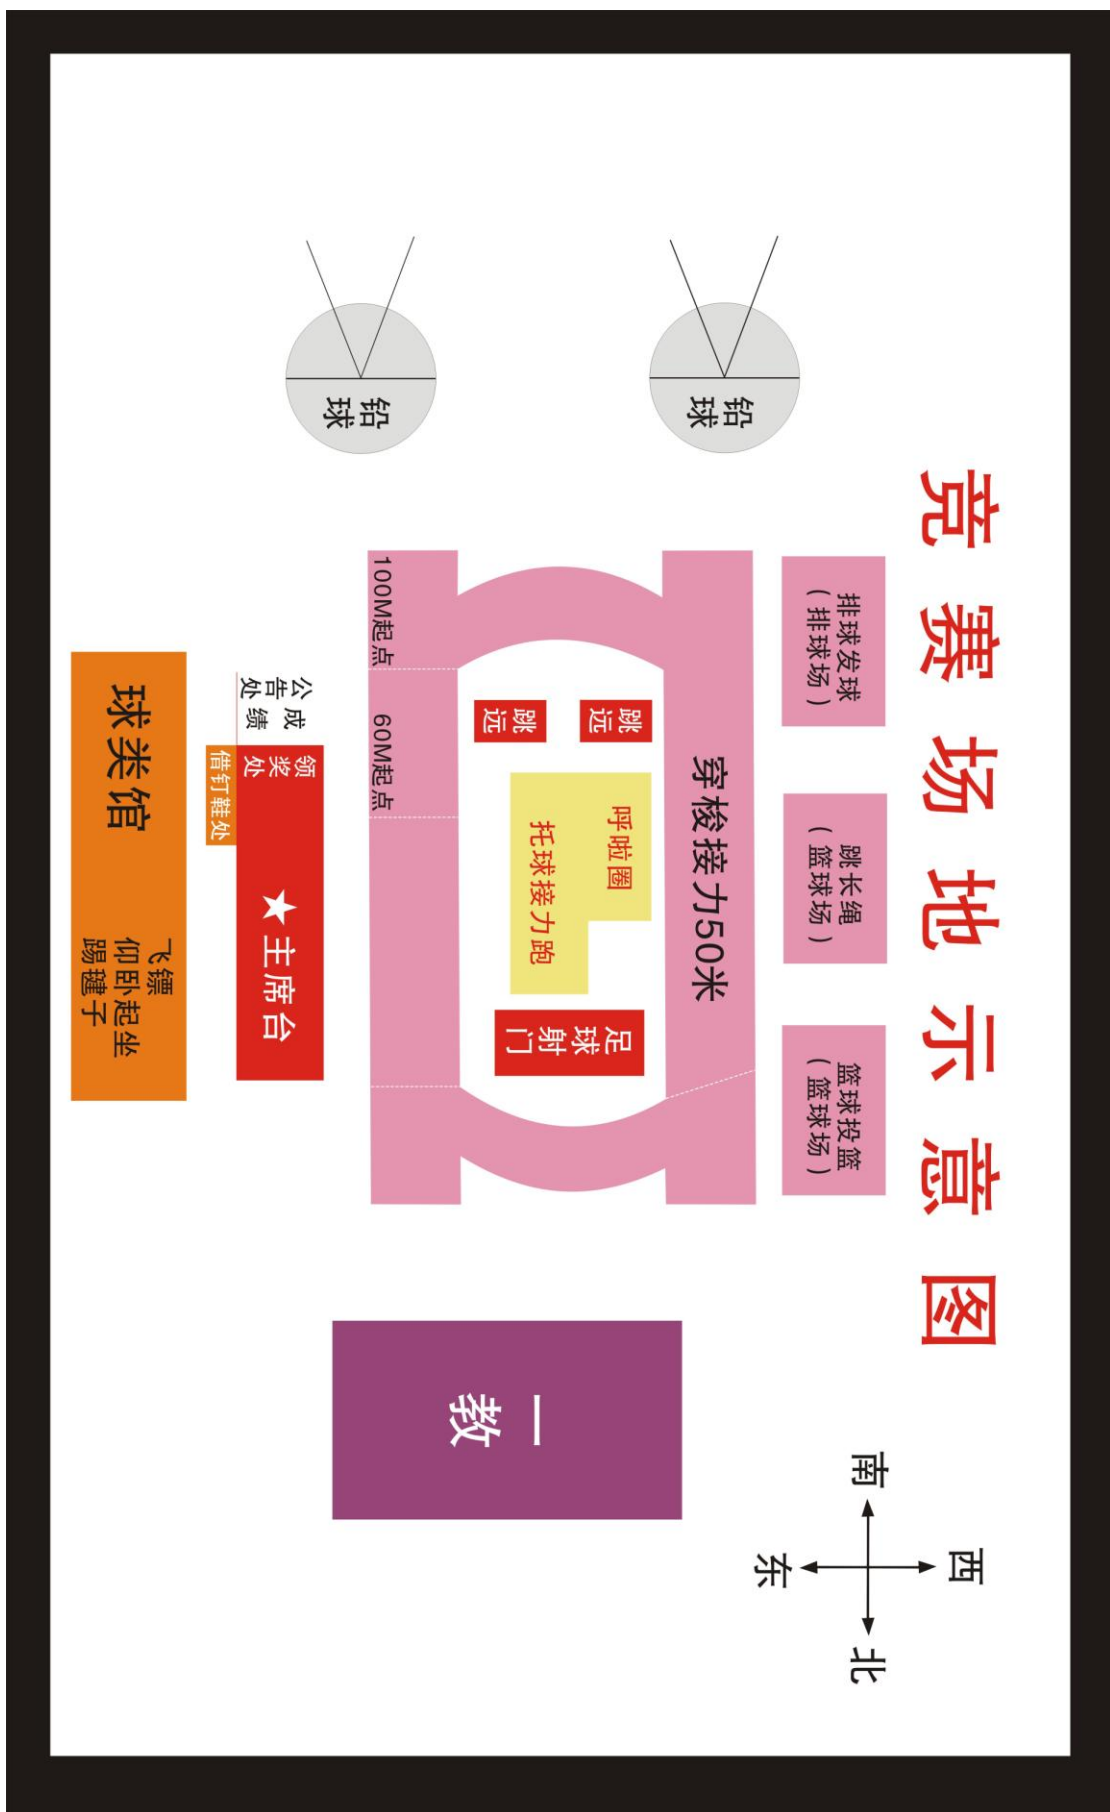 竞赛场地示意图
排球发球
(排球场)
跳长绳
(篮球场)
篮球投篮
(篮球场)
铅
球
铅
球
穿梭接力50米
跳
远
跳
远
呼啦圈
托球接力跑
足球射门
100M起点
60M起点
成绩
公告处
领奖处
借钉鞋处
★主席台
球类馆
飞镖
仰卧起坐
踢毽子
一
教
南
西
东
北